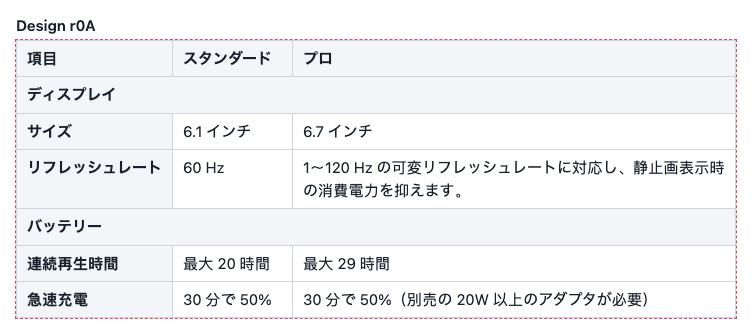 Design r0A
項目 スタンダード プロ
ディスプレイ
サイズ 6.1 インチ 6.7 インチ
リフレッシュレート 60 Hz 1〜120 Hz の可変リフレッシュレートに対応し、静止画表示時
の消費電力を抑えます。
バッテリー
連続再生時間 最大 20 時間 最大 29 時間
急速充電 30 分で 50% 30 分で 50%（別売の 20W 以上のアダプタが必要）